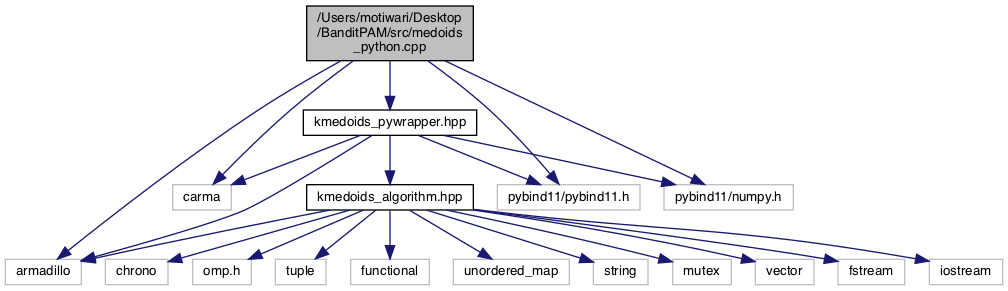 /Users/motiwari/Desktop
/BanditPAM/src/medoids
_python.cpp
kmedoids_pywrapper.hpp
carma
kmedoids_algorithm.hpp
pybind11/pybind11.h
pybind11/numpy.h
armadillo
chrono
omp.h
tuple
functional
unordered_map
string
mutex
vector
fstream
iostream